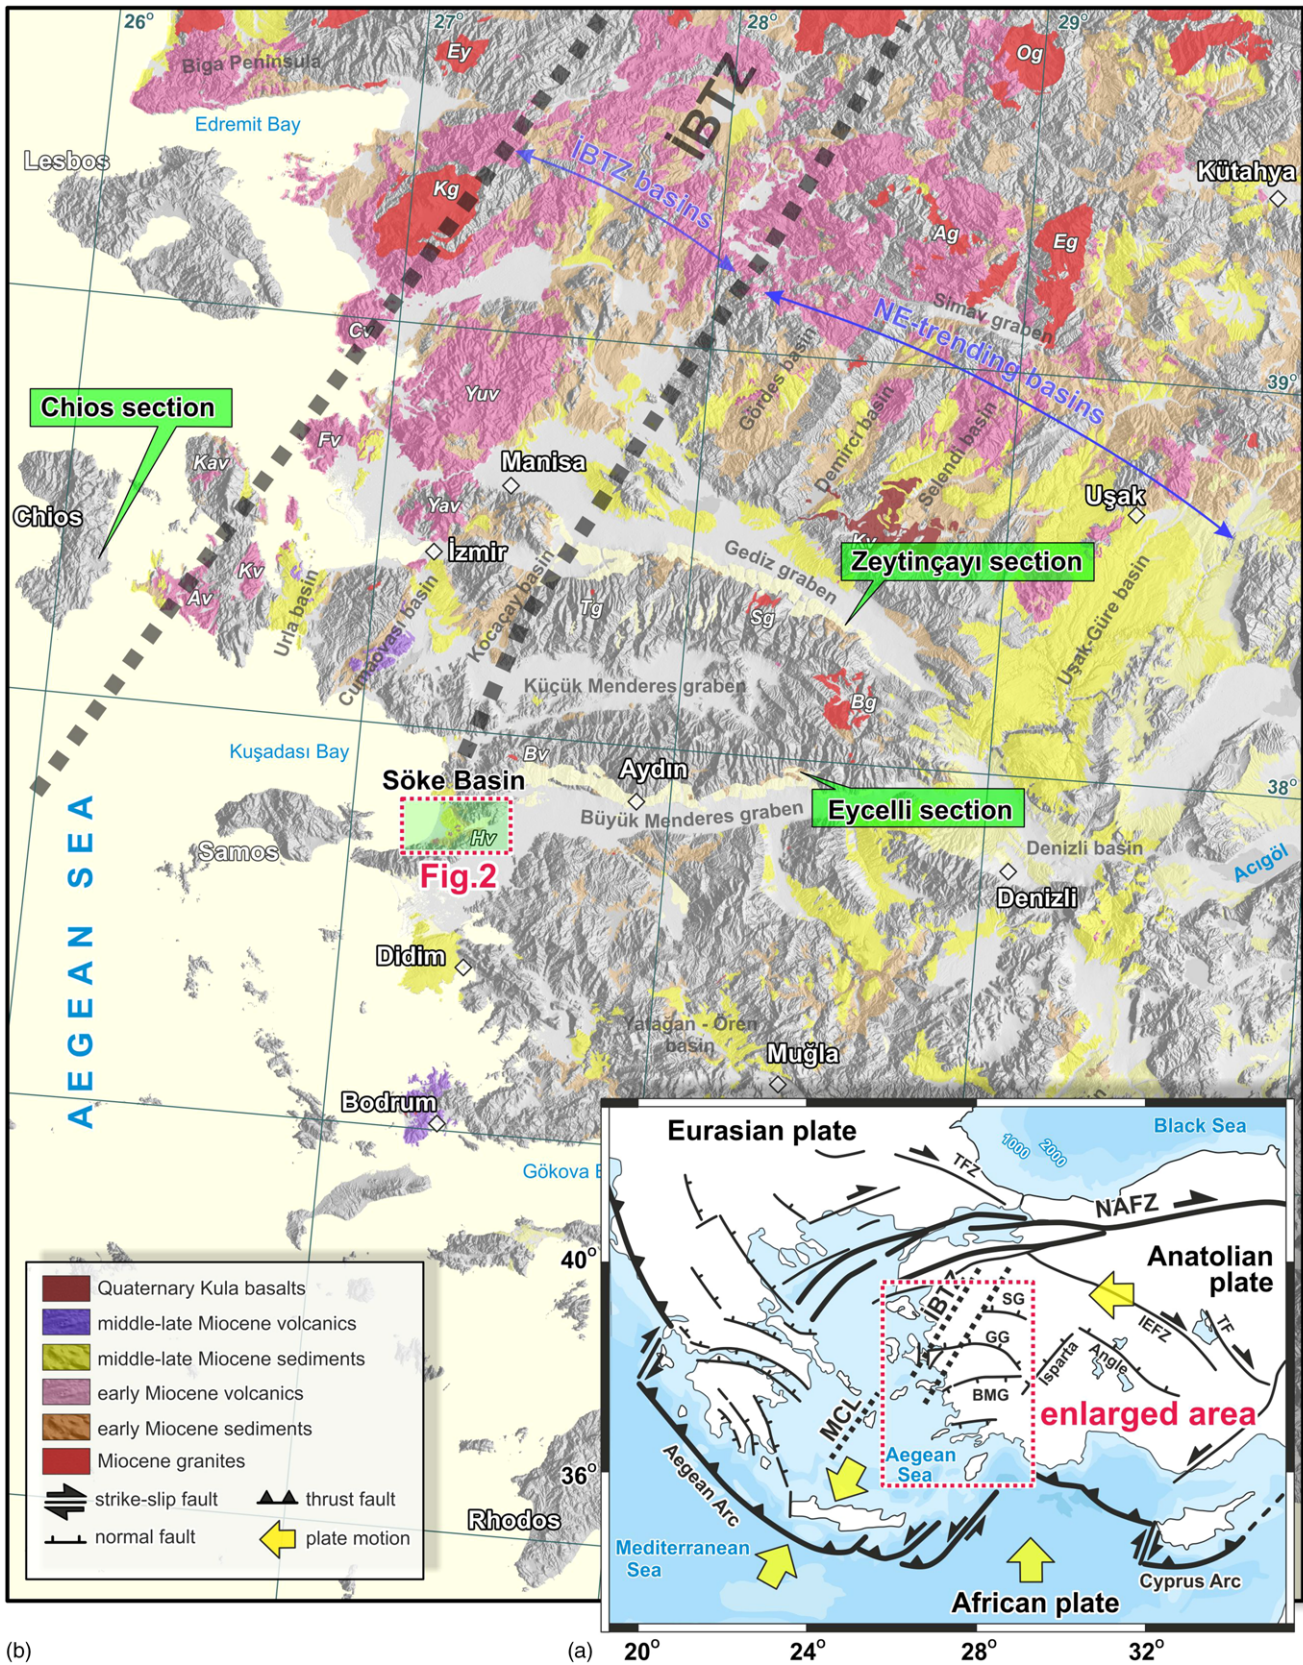 26°
27°
28°
29°
Biga Peninsula
Ey
Og
Edremit Bay
İBTZ
Lesbos
Kg
İBTZ basins
Kütahya
Ag
Eg
Simav graben
NE-trending basins
Cv
39°
Chios section
Yuv
Gördes basin
Fv
Demirci basin
Selendi basin
Kav
Manisa
Uşak
Chios
Yav
Kv
İzmir
Gediz graben
Zeytinçayı section
Kv
Av
Urla basin
Cumaovası basin
Kocaçay basin
Tg
Sg
Uşak-Güre basin
Küçük Menderes graben
Bg
Kuşadası Bay
Bv
Söke Basin
Aydın
38°
Eycelli section
Büyük Menderes graben
Hv
Samos
Fig.2
Denizli basin
Acıgöl
Denizli
AEGEAN SEA
Didim
Yatağan - Ören
basin
Muğla
Bodrum
Gökova
Rhodos
Quaternary Kula basalts
middle-late Miocene volcanics
middle-late Miocene sediments
early Miocene volcanics
early Miocene sediments
Miocene granites
strike-slip fault
thrust fault
normal fault
plate motion
Eurasian plate
Black Sea
1000
2000
TFZ
NAFZ
40°
Anatolian
plate
İBTZ
SG
IEFZ
TF
GG
Isparta
Angle
BMG
MCL
enlarged area
Aegean
Sea
36°
Aegean Arc
Mediterranean
Sea
Cyprus Arc
African plate
(b)
(a)
20°
24°
28°
32°